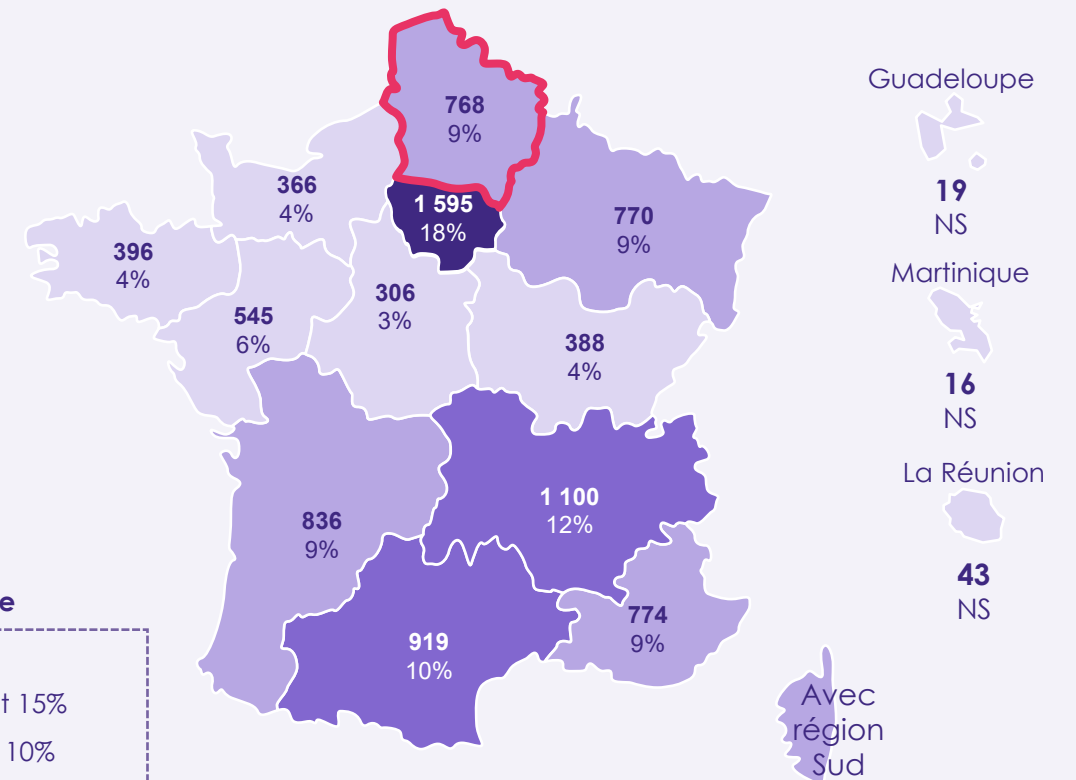 768
9%
Guadeloupe
19
NS
366
4%
1 595
18%
770
9%
396
4%
Martinique
16
NS
306
3%
545
6%
388
4%
La Réunion
43
NS
1 100
12%
836
9%
774
9%
919
10%
Avec
région
Sud
e
t 15%
10%